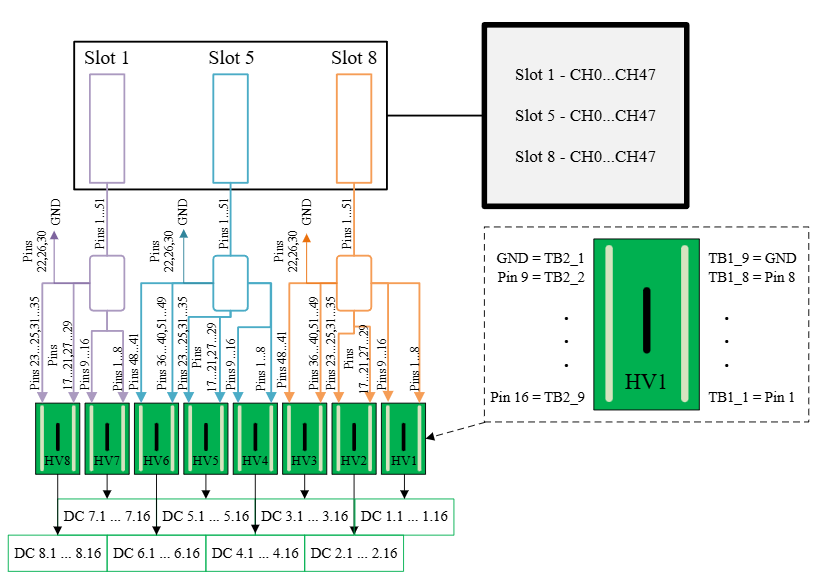 Slot 1
Slot 5
Slot 8
Slot 1 - CH0...CH47
Slot 5 - CH0...CH47
Slot 8 - CH0...CH47
Pins
22,26,30
GND
Pins 1...51
Pins
22,26,30
GND
Pins 1...51
Pins
22,26,30
GND
Pins 1...51
Pins 23...25,31...35
Pins
17...21,27...29
Pins 9...16
Pins 1...8
Pins 48...41
Pins 36...40,51...49
Pins 23...25,31...35
Pins
17...21,27...29
Pins 9...16
Pins 1...8
Pins 48...41
Pins 36...40,51...49
Pins 23...25,31...35
Pins
17...21,27...29
Pins 9...16
Pins 1...8
GND = TB2_1
Pin 9 = TB2_2
.
.
.
Pin 16 = TB2_9
HV1
TB1_9 = GND
TB1_8 = Pin 8
.
.
.
TB1_1 = Pin 1
HV8
HV7
HV6
HV5
HV4
HV3
HV2
HV1
DC 7.1 ... 7.16
DC 5.1 ... 5.16
DC 3.1 ... 3.16
DC 1.1 ... 1.16
DC 8.1 ... 8.16
DC 6.1 ... 6.16
DC 4.1 ... 4.16
DC 2.1 ... 2.16